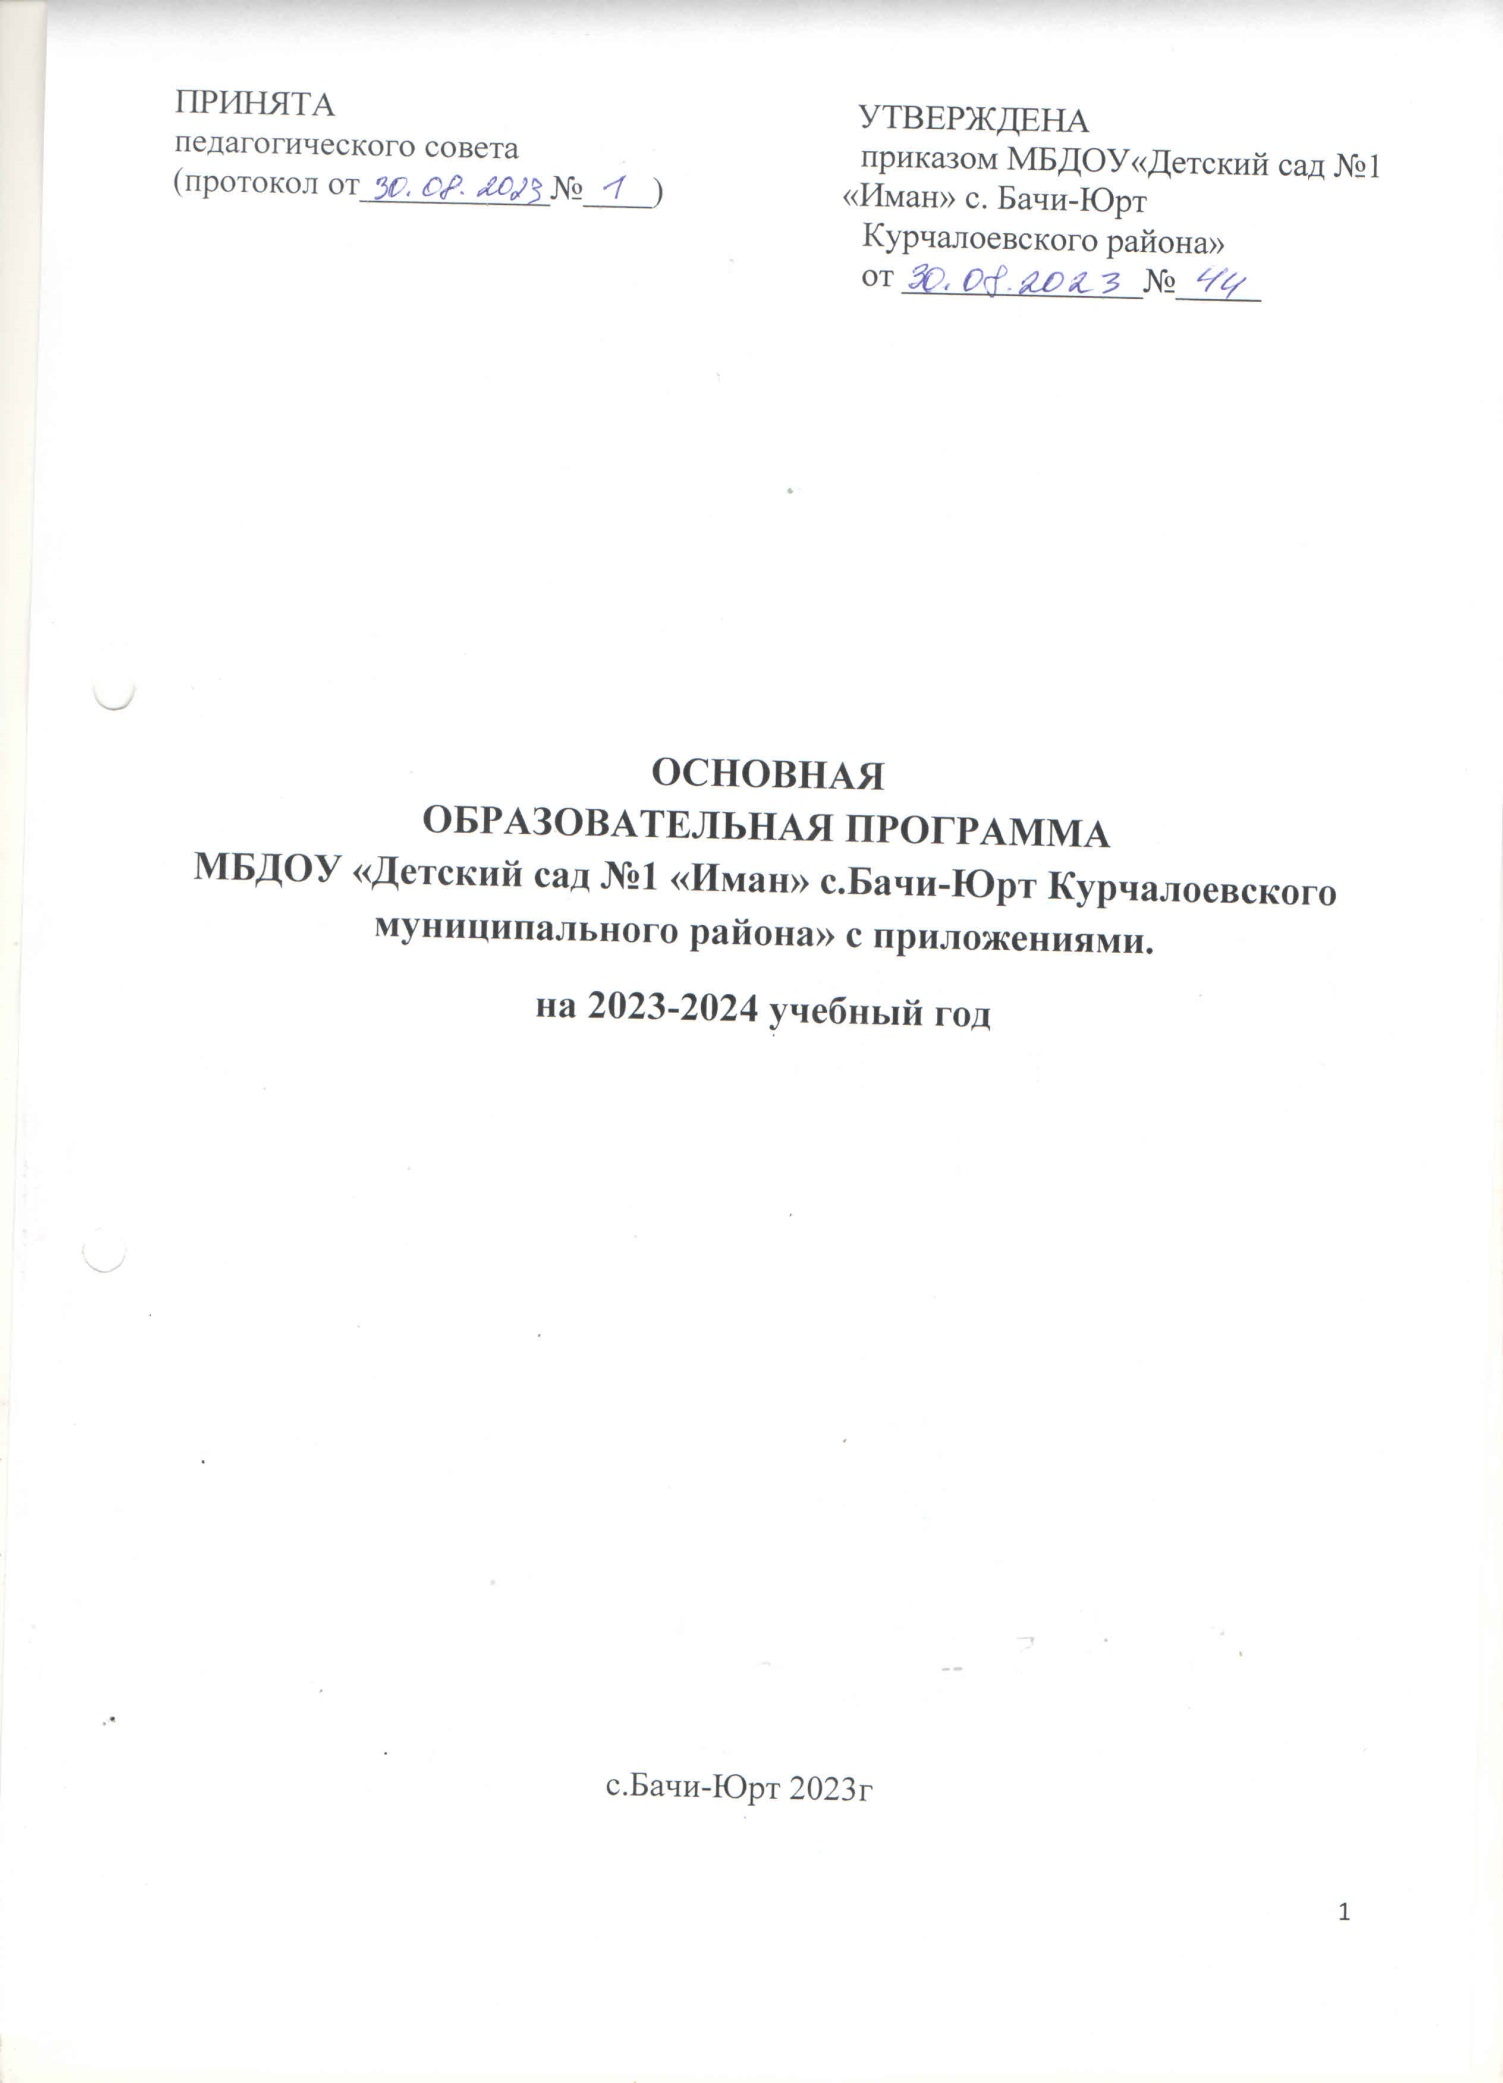 ПРИНЯТА
педагогического совета
(протокол от 30.08.2023 № 1)
УТВЕРЖДЕНА
приказом МБДОУ«Детский сад №1
«Иман» с. Бачи-Юрт
Курчалоевского района»
от 30.08.2023 № 44
ОСНОВНАЯ
ОБРАЗОВАТЕЛЬНАЯ ПРОГРАММА
МБДОУ «Детский сад №1 «Иман» с.Бачи-Юрт Курчалоевского
муниципального района» с приложениями.
на 2023-2024 учебный год
с.Бачи-Юрт 2023г
1